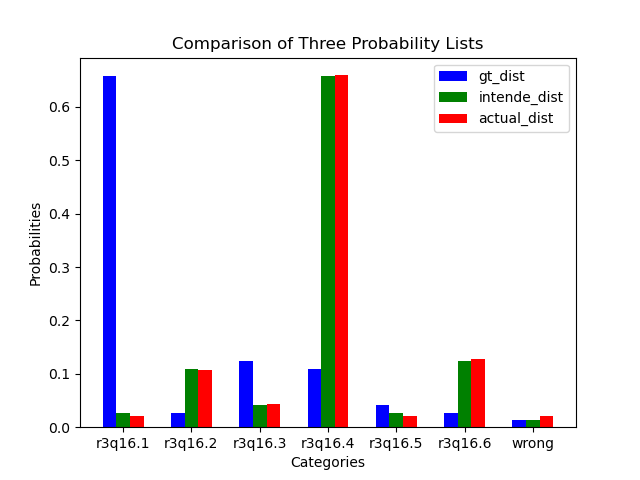 Comparison of Three Probability Lists
gt_dist
intende_dist
actual_dist
0.6
0.5
0.4
0.3
0.2
0.1
0.0
Probabilities
r3q16.1 r3q16.2 r3q16.3 r3q16.4 r3q16.5 r3q16.6 wrong
Categories